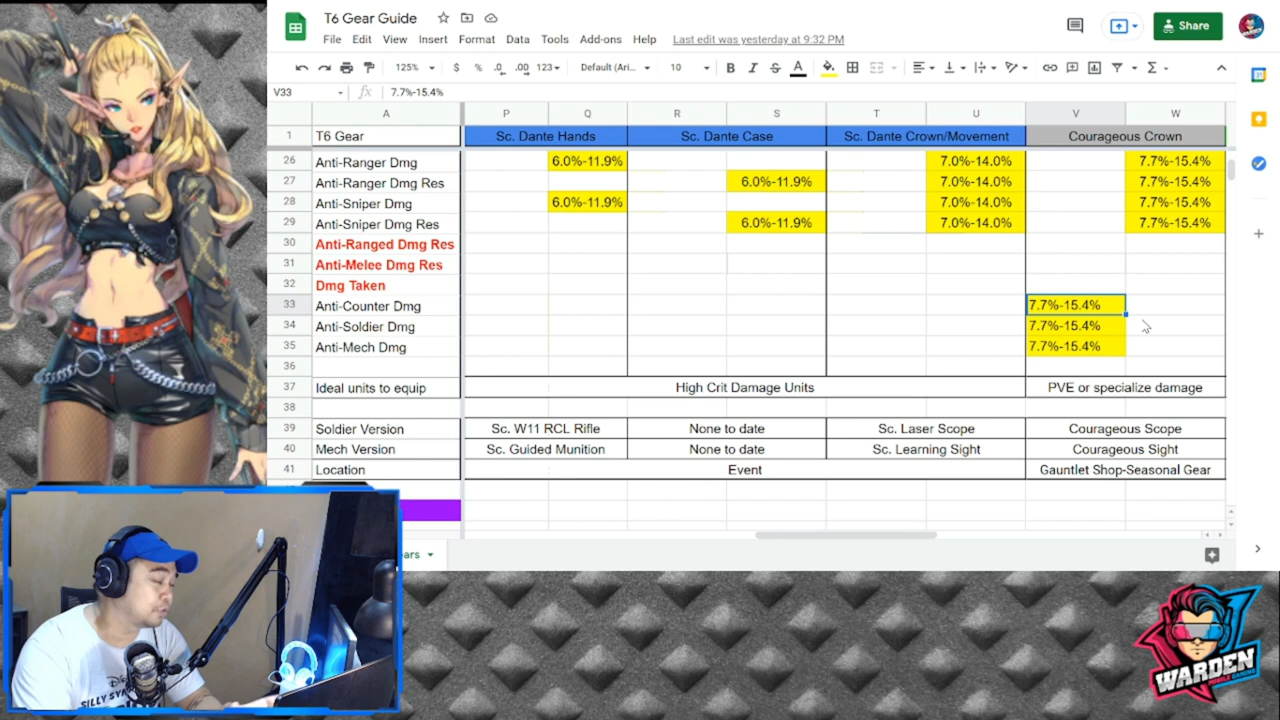 T6 Gear Guide
File Edit View Insert Format Data Tools Add-ons Help Last edit was yesterday at 9:32 PM
Share
125% $ % .0 .00 123 Default (Ari... 10 B I S A
V33 fx 7.7%-15.4%
A P Q R S T U V W
1 T6 Gear Sc. Dante Hands Sc. Dante Case Sc. Dante Crown/Movement Courageous Crown
26 Anti-Ranger Dmg 6.0%-11.9% 7.0%-14.0% 7.7%-15.4%
27 Anti-Ranger Dmg Res 6.0%-11.9% 7.0%-14.0% 7.7%-15.4%
28 Anti-Sniper Dmg 6.0%-11.9% 7.0%-14.0% 7.7%-15.4%
29 Anti-Sniper Dmg Res 6.0%-11.9% 7.0%-14.0% 7.7%-15.4%
30 Anti-Ranged Dmg Res
31 Anti-Melee Dmg Res
32 Dmg Taken
33 Anti-Counter Dmg 7.7%-15.4%
34 Anti-Soldier Dmg 7.7%-15.4%
35 Anti-Mech Dmg 7.7%-15.4%
36
37 Ideal units to equip High Crit Damage Units PVE or specialize damage
38
39 Soldier Version Sc. W11 RCL Rifle None to date Sc. Laser Scope Courageous Scope
40 Mech Version Sc. Guided Munition None to date Sc. Learning Sight Courageous Sight
41 Location Event Gauntlet Shop-Seasonal Gear
ears
SILLY
WARDEN
MOBILE GAMING